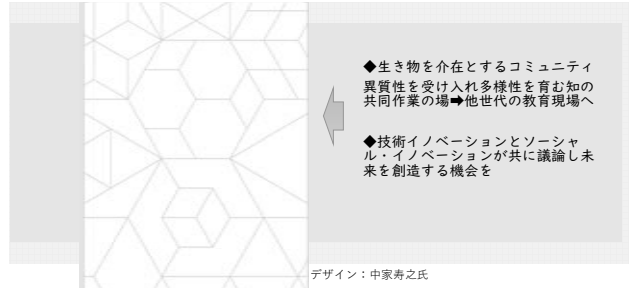 ◆生き物を介在とするコミュニティ
異質性を受け入れ多様性を育む知の
共同作業の場➡他世代の教育現場へ
◆技術イノベーションとソーシャ
ル・イノベーションが共に議論し未
来を創造する機会を
デザイン：中家寿之氏